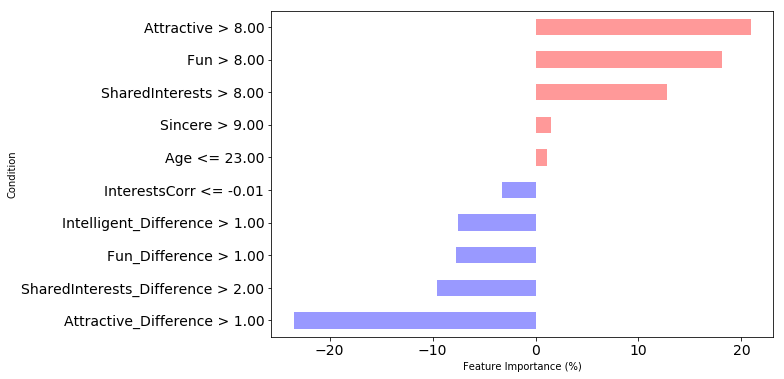 Attractive > 8.00
Fun > 8.00
SharedInterests > 8.00
Sincere > 9.00
Age <= 23.00
InterestsCorr <= -0.01
Intelligent_Difference > 1.00
Fun_Difference > 1.00
SharedInterests_Difference > 2.00
Attractive_Difference > 1.00
Condition
−20 −10 0 10 20
Feature Importance (%)